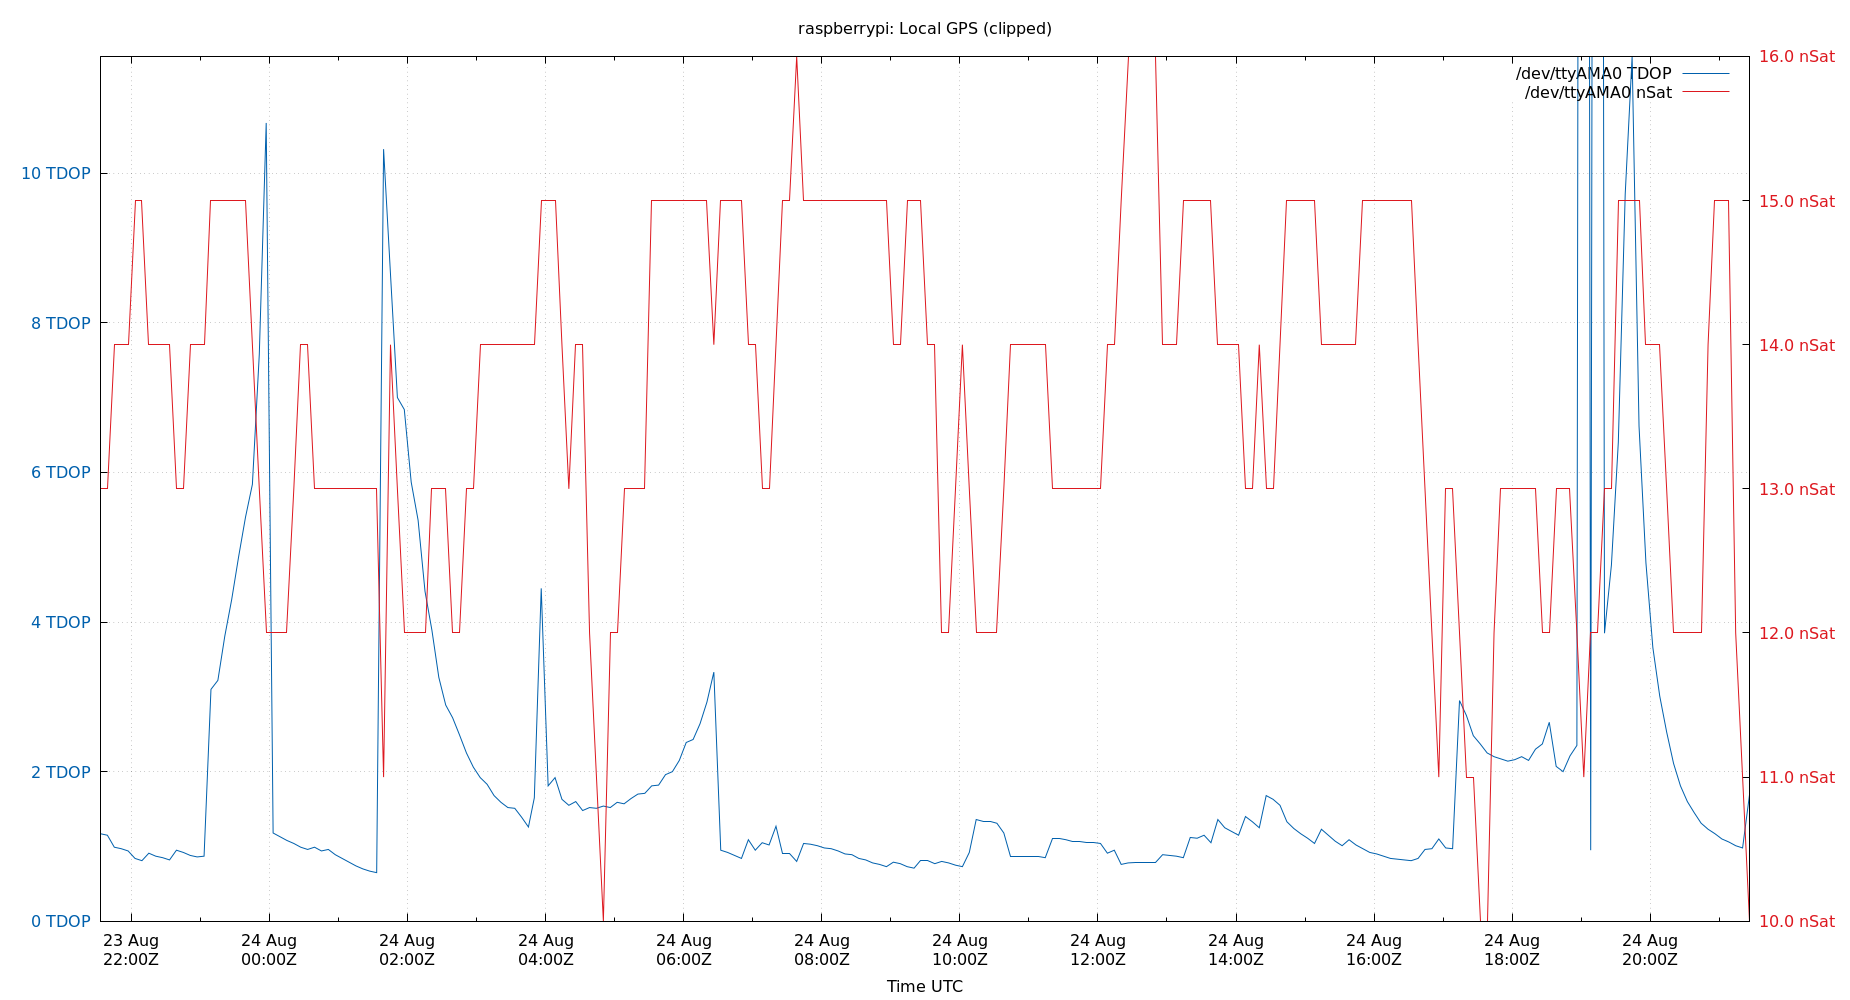 raspberrypi: Local GPS (clipped)
16.0 nSat
/dev/ttyAMA0 TDOP
/dev/ttyAMA0 nSat
10 TDOP
15.0 nSat
8 TDOP
14.0 nSat
6 TDOP
13.0 nSat
4 TDOP
12.0 nSat
2 TDOP
11.0 nSat
0 TDOP
10.0 nSat
23 Aug 24 Aug 24 Aug 24 Aug 24 Aug 24 Aug 24 Aug 24 Aug 24 Aug 24 Aug 24 Aug 24 Aug
22:00Z 00:00Z 02:00Z 04:00Z 06:00Z 08:00Z 10:00Z 12:00Z 14:00Z 16:00Z 18:00Z 20:00Z
Time UTC